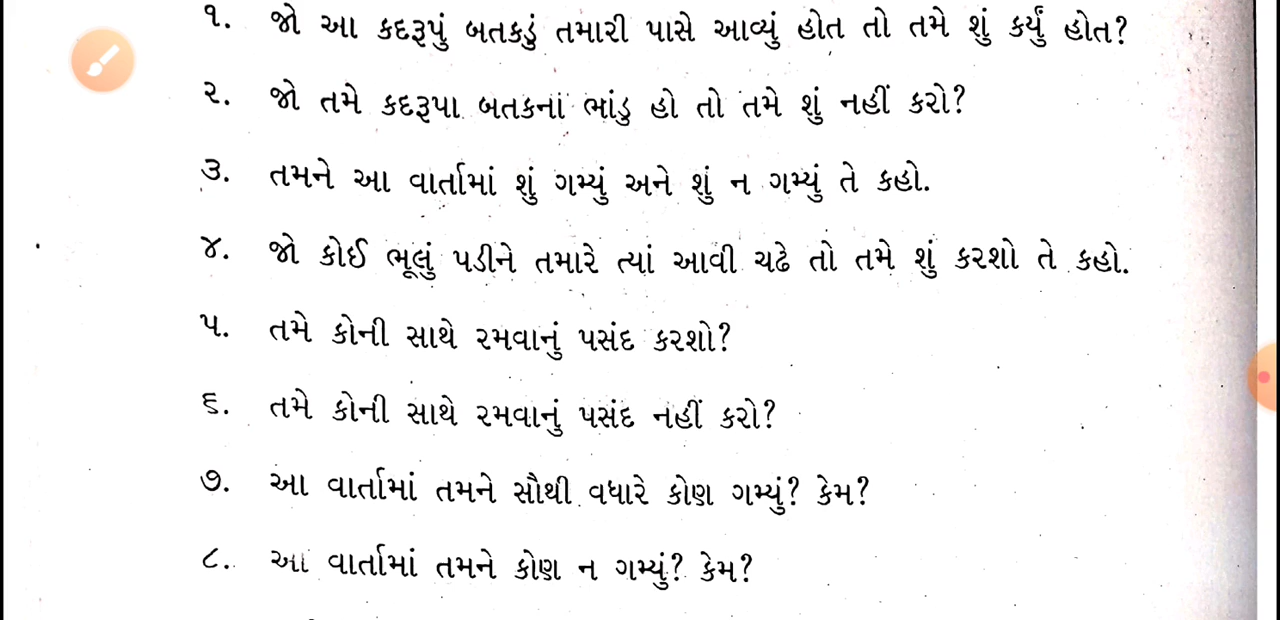 ૧. જો આ કદરૂપું બતકડું તમારી પાસે આવ્યું હોત તો તમે શું કર્યું હોત?
૨. જો તમે કદરૂપા બતકનાં ભાંડુ હો તો તમે શું નહીં કરો?
૩. તમને આ વાર્તામાં શું ગમ્યું અને શું ન ગમ્યું તે કહો.
૪. જો કોઈ ભૂલું પડીને તમારે ત્યાં આવી ચઢે તો તમે શું કરશો તે કહો.
૫. તમે કોની સાથે રમવાનું પસંદ કરશો?
૬. તમે કોની સાથે રમવાનું પસંદ નહીં કરો?
૭. આ વાર્તામાં તમને સૌથી વધારે કોણ ગમ્યું? કેમ?
૮. આ વાર્તામાં તમને કોણ ન ગમ્યું? કેમ?